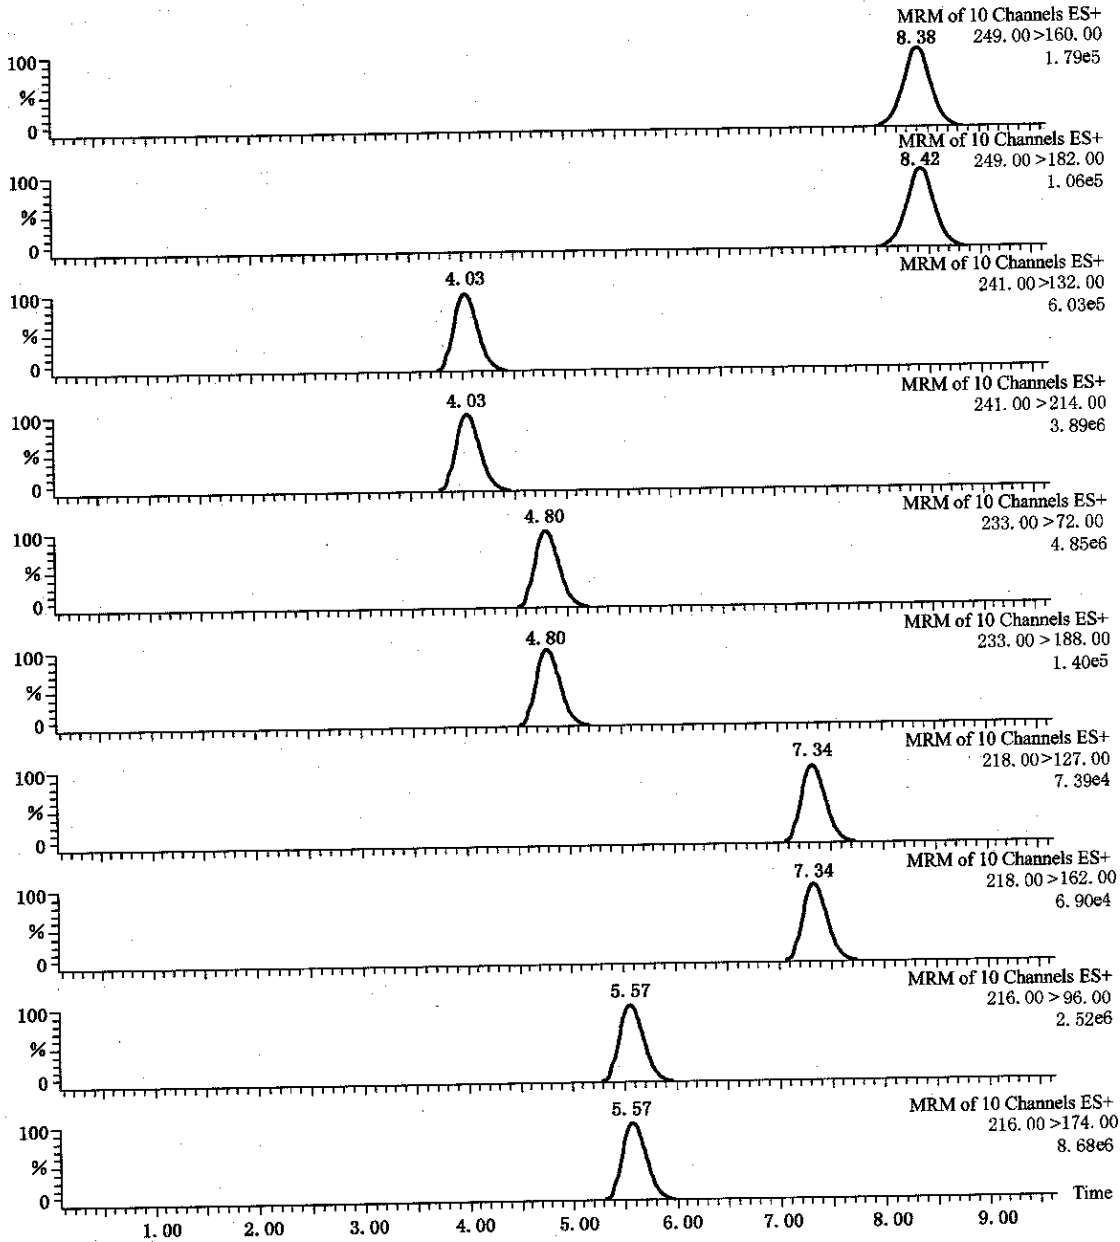 MRM of 10 Channels ES+
8.38 249.00>160.00
1.79e5
100
%
0
MRM of 10 Channels ES+
8.42 249.00>182.00
1.06e5
100
%
0
MRM of 10 Channels ES+
4.03 241.00>132.00
6.03e5
100
%
0
MRM of 10 Channels ES+
4.03 241.00>214.00
3.89e6
100
%
0
MRM of 10 Channels ES+
4.80 233.00>72.00
4.85e6
100
%
0
MRM of 10 Channels ES+
4.80 233.00>188.00
1.40e5
100
%
0
MRM of 10 Channels ES+
7.34 218.00>127.00
7.39e4
100
%
0
MRM of 10 Channels ES+
7.34 218.00>162.00
6.90e4
100
%
0
MRM of 10 Channels ES+
5.57 216.00>96.00
2.52e6
100
%
0
MRM of 10 Channels ES+
5.57 216.00>174.00
8.68e6
100
%
0
Time
1.00 2.00 3.00 4.00 5.00 6.00 7.00 8.00 9.00